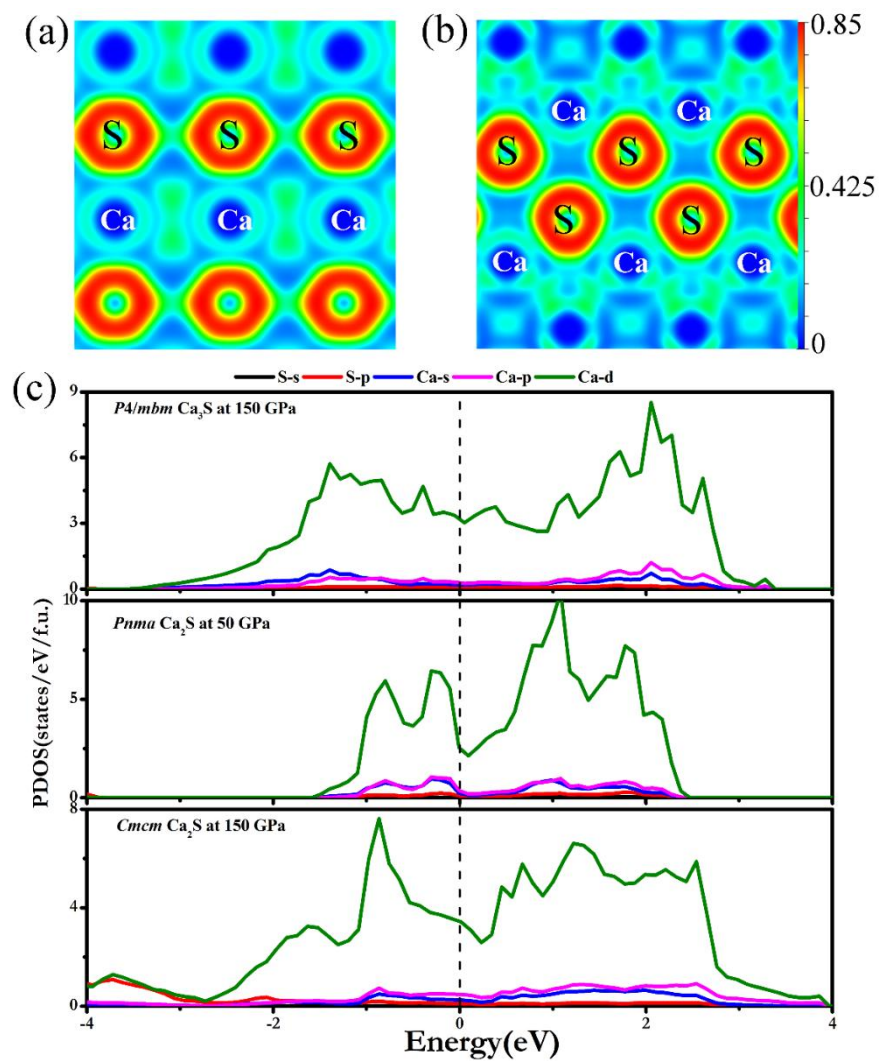 (a)
(b)
0.85
0.425
0
S S S
Ca Ca Ca
Ca Ca
S S S
S S
Ca Ca Ca
(c)
S-s S-p Ca-s Ca-p Ca-d
P4/mbm Ca₃S at 150 GPa
9
6
3
0
Pnma Ca₂S at 50 GPa
10
5
0
Cmcm Ca₂S at 150 GPa
8
4
0
PDOS(states/eV/f.u.)
-4 -2 0 2 4
Energy(eV)